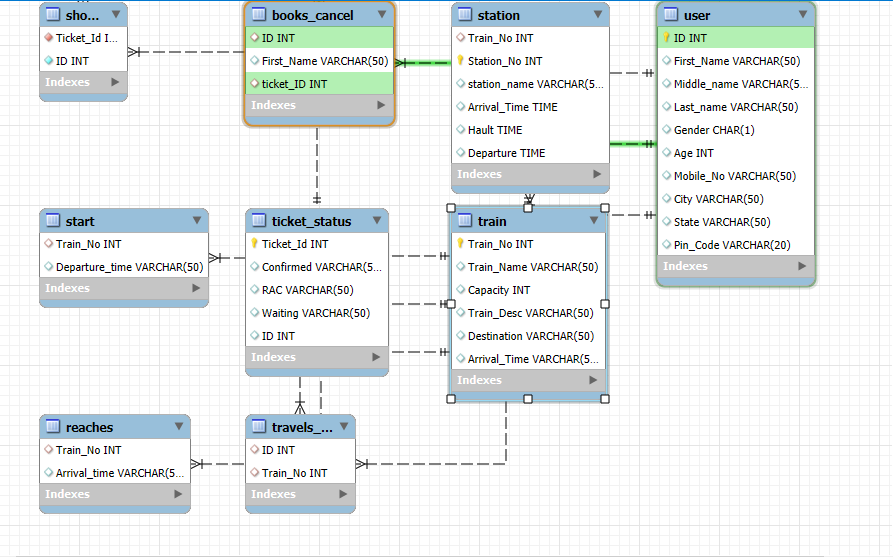 sho...
Ticket_Id I...
ID INT
Indexes
books_cancel
ID INT
First_Name VARCHAR(50)
ticket_ID INT
Indexes
station
Train_No INT
Station_No INT
station_name VARCHAR(5...
Arrival_Time TIME
Hault TIME
Departure TIME
Indexes
user
ID INT
First_Name VARCHAR(50)
Middle_name VARCHAR(5...
Last_name VARCHAR(50)
Gender CHAR(1)
Age INT
Mobile_No VARCHAR(50)
City VARCHAR(50)
State VARCHAR(50)
Pin_Code VARCHAR(20)
Indexes
start
Train_No INT
Departure_time VARCHAR(50)
Indexes
ticket_status
Ticket_Id INT
Confirmed VARCHAR(5...
RAC VARCHAR(50)
Waiting VARCHAR(50)
ID INT
Indexes
train
Train_No INT
Train_Name VARCHAR(50)
Capacity INT
Train_Desc VARCHAR(50)
Destination VARCHAR(50)
Arrival_Time VARCHAR(5...
Indexes
reaches
Train_No INT
Arrival_time VARCHAR(5...
Indexes
travels_...
ID INT
Train_No INT
Indexes